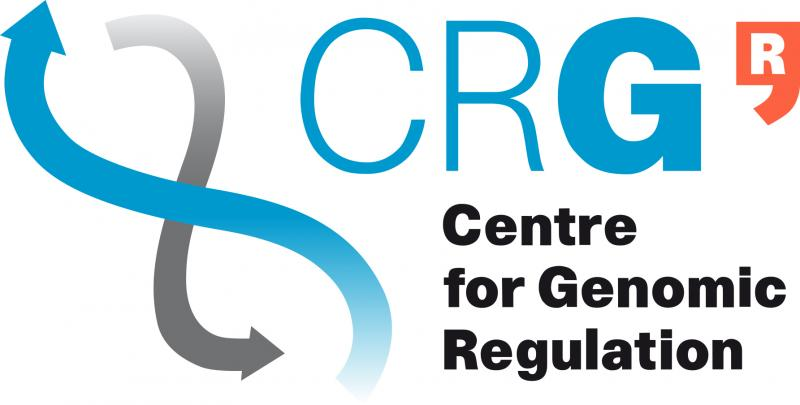 CRG
R
Centre
for Genomic
Regulation